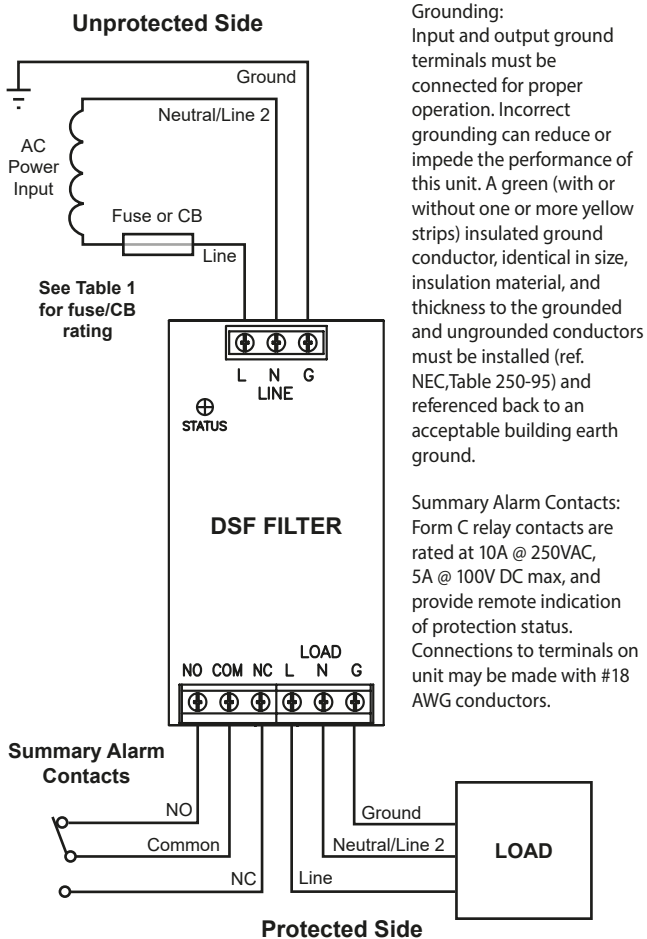 Unprotected Side
Ground
Neutral/Line 2
AC
Power
Input
Fuse or CB
Line
See Table 1
for fuse/CB
rating
L N G
LINE
STATUS
DSF FILTER
LOAD
NO COM NC L N G
Summary Alarm
Contacts
NO
Common
NC
Ground
Neutral/Line 2
Line
LOAD
Protected Side
Grounding:
Input and output ground
terminals must be
connected for proper
operation. Incorrect
grounding can reduce or
impede the performance of
this unit. A green (with or
without one or more yellow
strips) insulated ground
conductor, identical in size,
insulation material, and
thickness to the grounded
and ungrounded conductors
must be installed (ref.
NEC,Table 250-95) and
referenced back to an
acceptable building earth
ground.
Summary Alarm Contacts:
Form C relay contacts are
rated at 10A @ 250VAC,
5A @ 100V DC max, and
provide remote indication
of protection status.
Connections to terminals on
unit may be made with #18
AWG conductors.